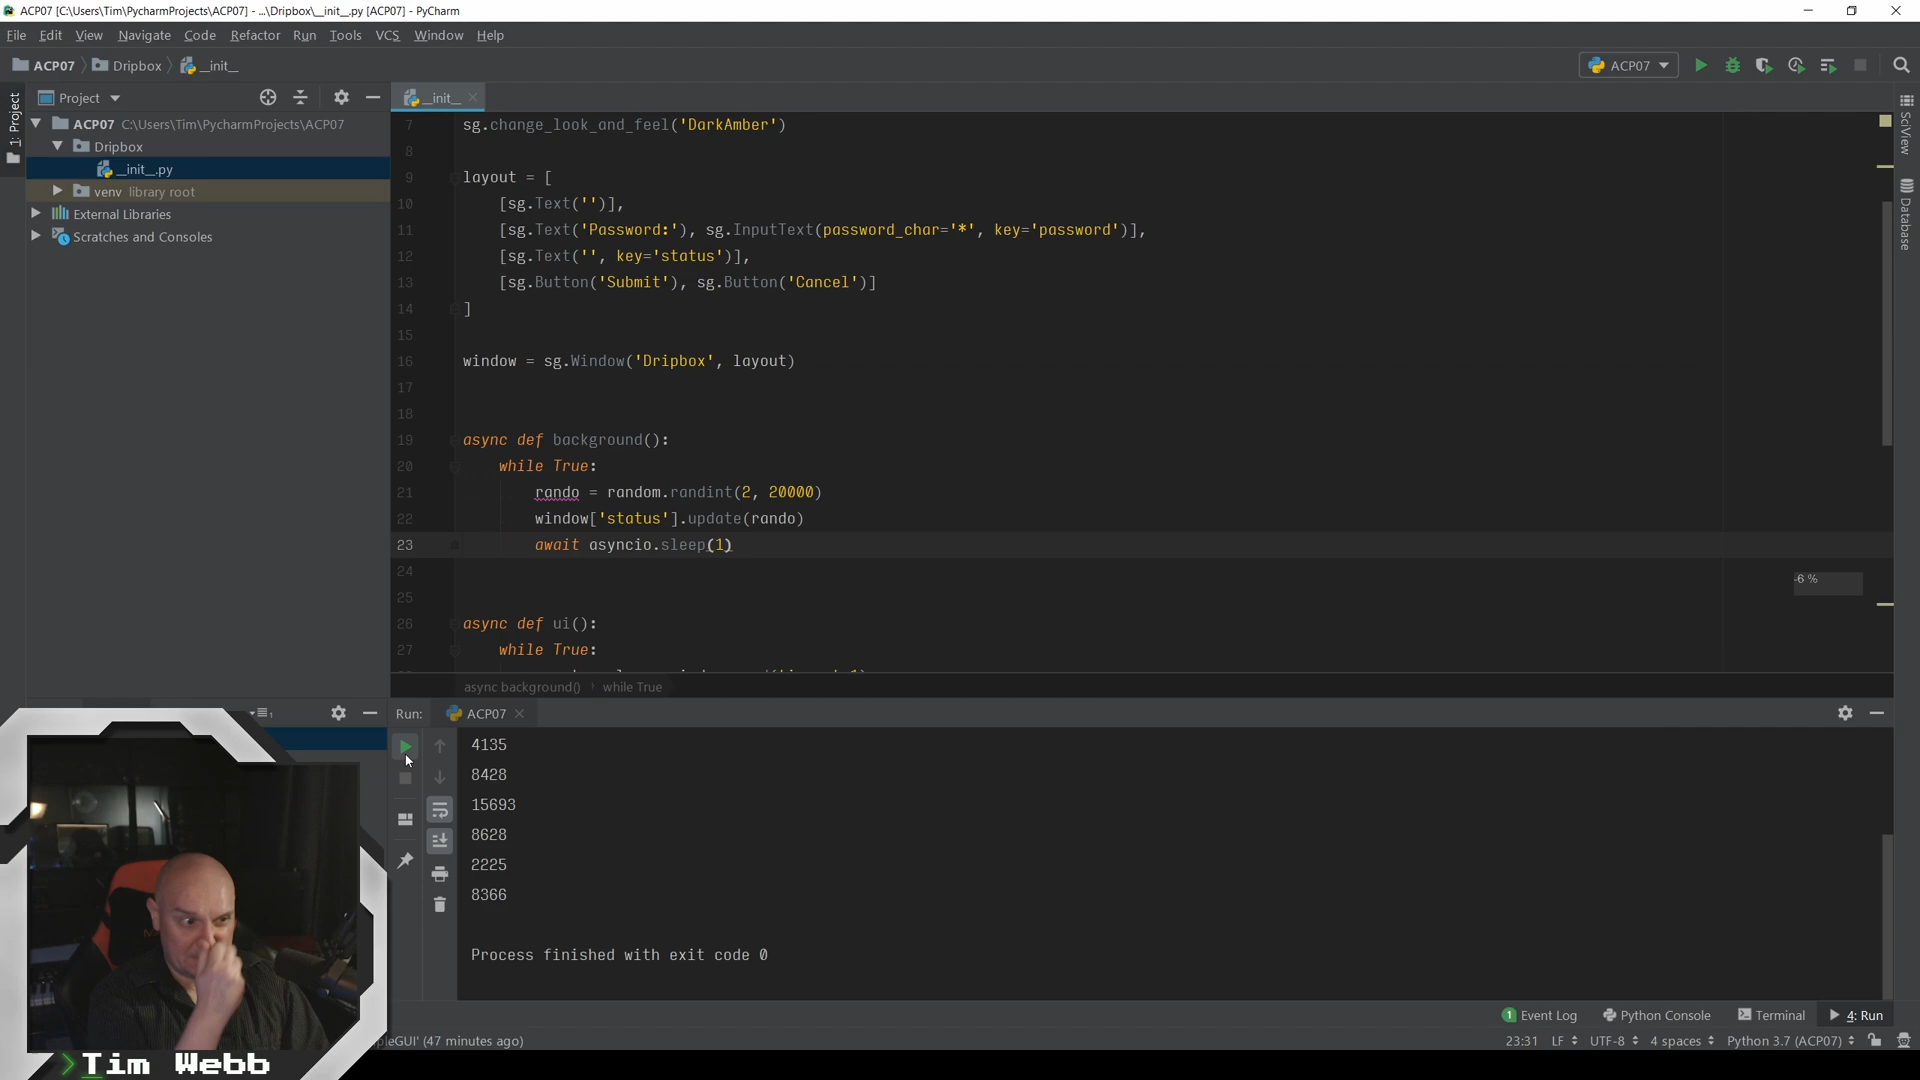 ACP07 [C:\Users\Tim\PycharmProjects\ACP07] - ...\Dripbox\__init__.py [ACP07] - PyCharm
File Edit View Navigate Code Refactor Run Tools VCS Window Help
ACP07 Dripbox __init__ ACP07
1: Project
Project
__init__
ACP07 C:\Users\Tim\PycharmProjects\ACP07
Dripbox
__init__.py
venv library root
External Libraries
Scratches and Consoles
7 sg.change_look_and_feel('DarkAmber')
8
9 layout = [
10 [sg.Text('')],
11 [sg.Text('Password:'), sg.InputText(password_char='*', key='password')],
12 [sg.Text('', key='status')],
13 [sg.Button('Submit'), sg.Button('Cancel')]
14 ]
15
16 window = sg.Window('Dripbox', layout)
17
18
19 async def background():
20 while True:
21 rando = random.randint(2, 20000)
22 window['status'].update(rando)
23 await asyncio.sleep(1)
24
25
26 async def ui():
27 while True:
-6 %
SciView
Database
async background() while True
Run: ACP07
4135
8428
15693
8628
2225
8366
Process finished with exit code 0
1 Event Log Python Console Terminal 4: Run
pleGUI' (47 minutes ago)
23:31 LF UTF-8 4 spaces Python 3.7 (ACP07)
>Tim Webb